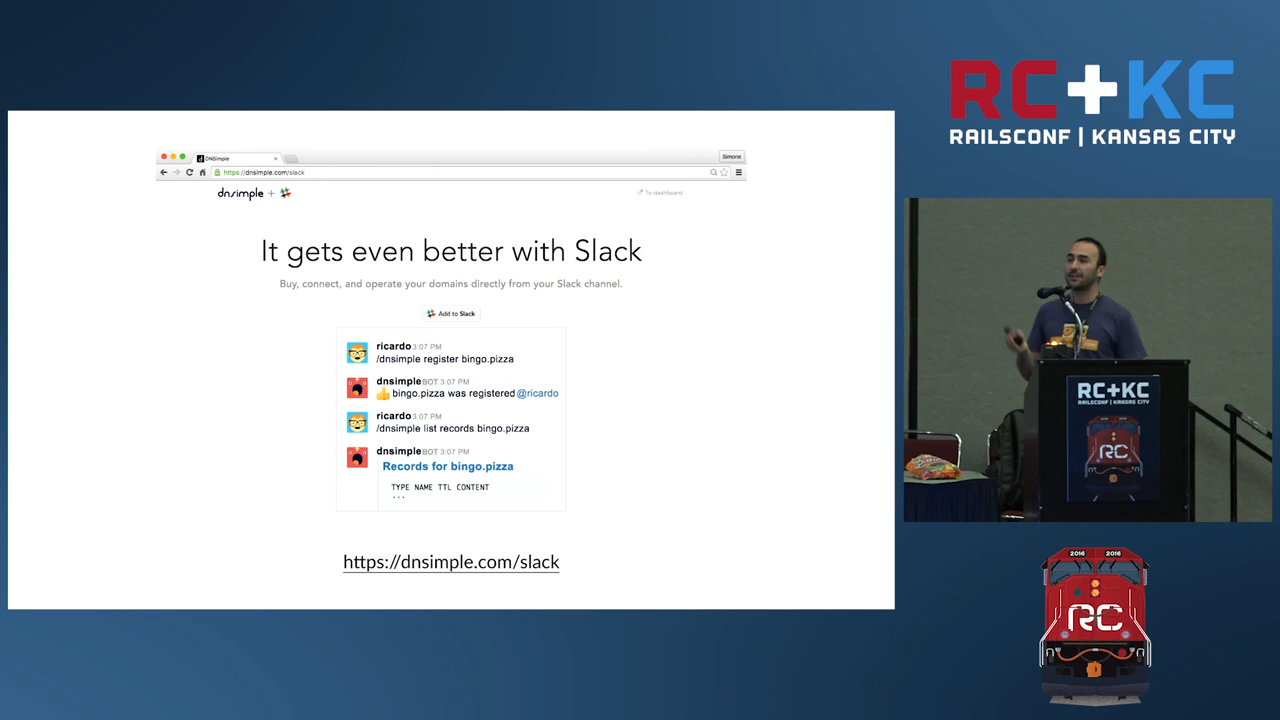 RC+KC
RAILSCONF | KANSAS CITY
DNSimple
Simone
https://dnsimple.com/slack
dnsimple +
To dashboard
It gets even better with Slack
Buy, connect, and operate your domains directly from your Slack channel.
Add to Slack
ricardo 3:07 PM
/dnsimple register bingo.pizza
dnsimple BOT 3:07 PM
bingo.pizza was registered @ricardo
ricardo 3:07 PM
/dnsimple list records bingo.pizza
dnsimple BOT 3:07 PM
Records for bingo.pizza
TYPE NAME TTL CONTENT
...
https://dnsimple.com/slack
RC+KC
RAILSCONF | KANSAS CITY
RC
2016 2016
RC